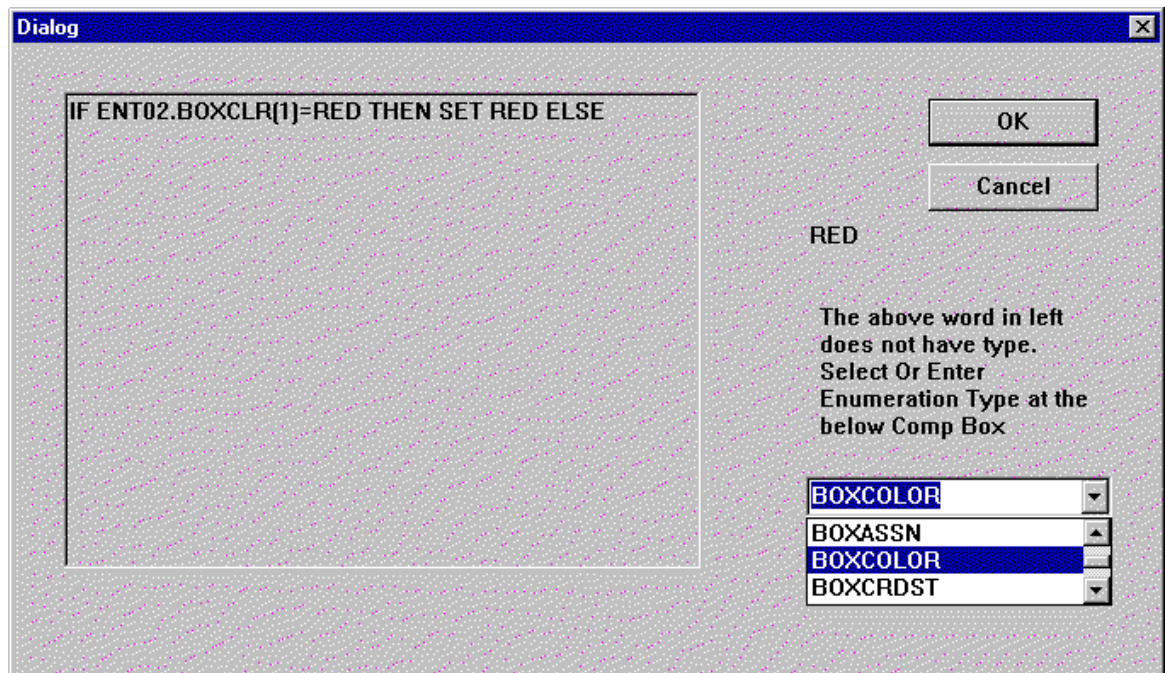 Dialog
IF ENT02.BOXCLR(1)=RED THEN SET RED ELSE
OK
Cancel
RED
The above word in left
does not have type.
Select Or Enter
Enumeration Type at the
below Comp Box
BOXCOLOR
BOXASSN
BOXCOLOR
BOXCRDST